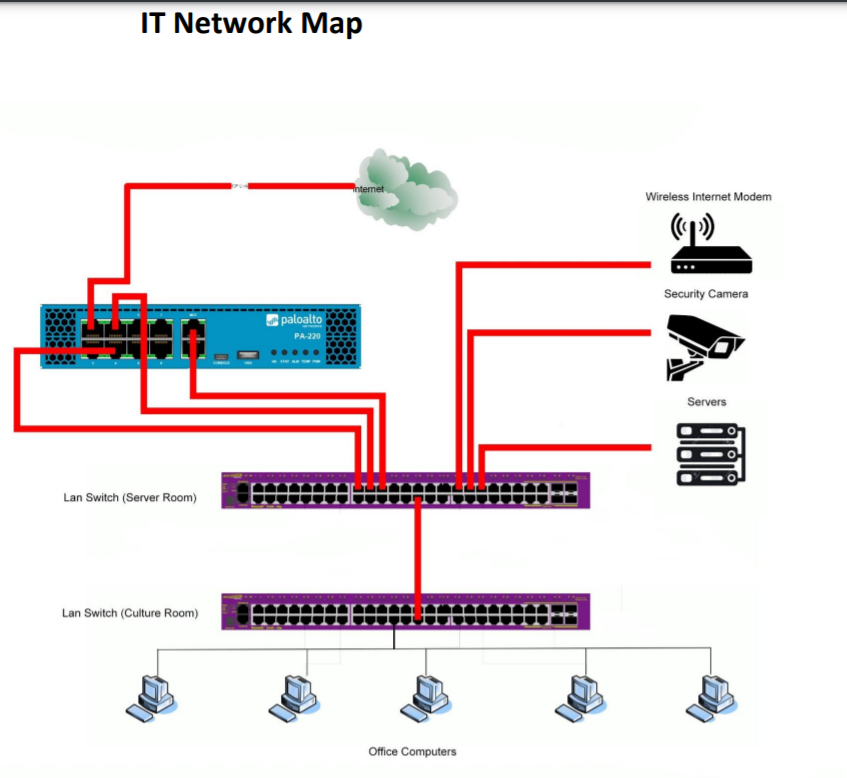 IT Network Map
Internet
Wireless Internet Modem
Security Camera
paloalto
NETWORKS
PA-220
Servers
Lan Switch (Server Room)
Lan Switch (Culture Room)
Office Computers